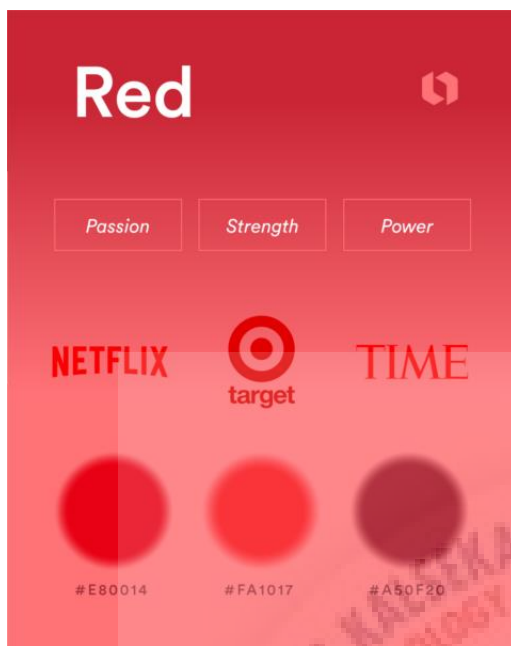 Red
Passion Strength Power
NETFLIX target TIME
#E80014 #FA1017 #A50F20